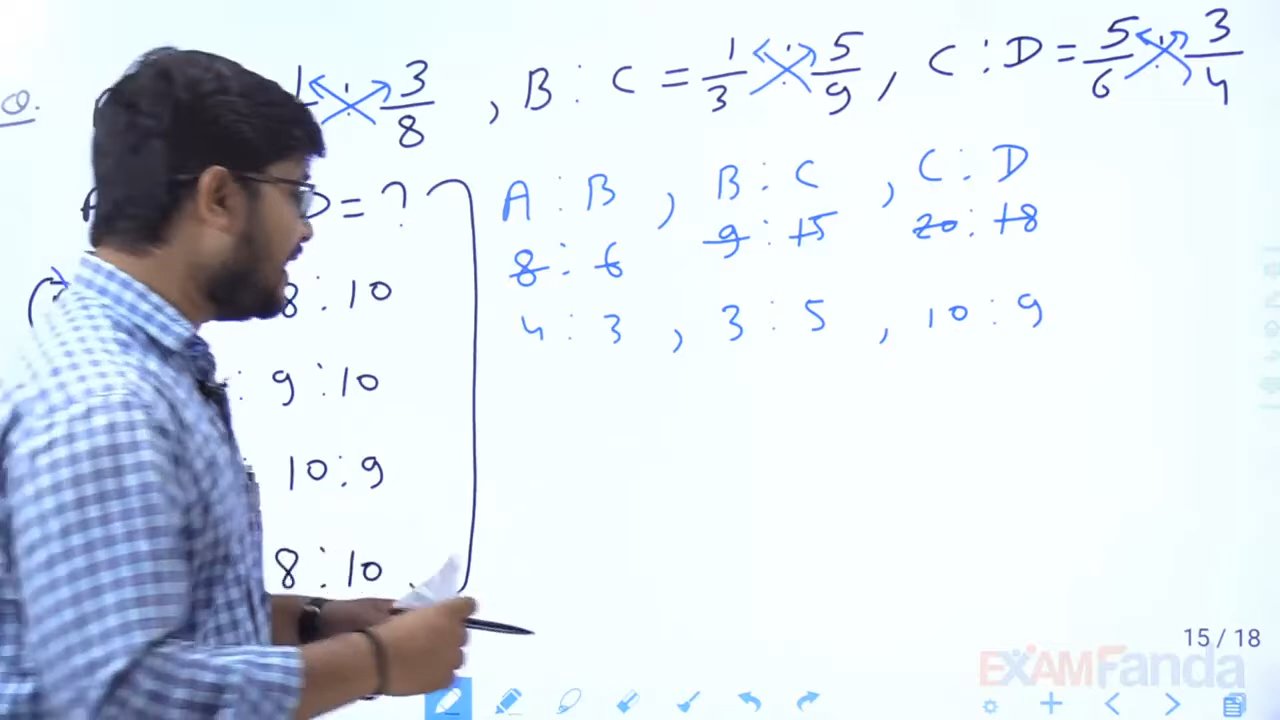 Q. 1 : 3/8 , B : C = 1/3 : 5/9 , C : D = 5/6 : 3/4
D = ?
8 : 10
: 9 : 10
10 : 9
8 : 10
A : B , B : C , C : D
8 : 6 9 : 15 20 : 18
4 : 3 , 3 : 5 , 10 : 9
15 / 18
EXAMFanda